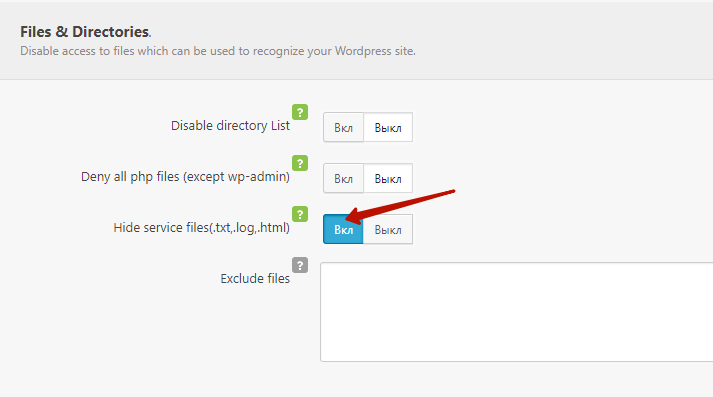 Files & Directories.
Disable access to files which can be used to recognize your Wordpress site.
Disable directory List ? Вкл Выкл
Deny all php files (except wp-admin) ? Вкл Выкл
Hide service files(.txt,.log,.html) ? Вкл Выкл
Exclude files ?